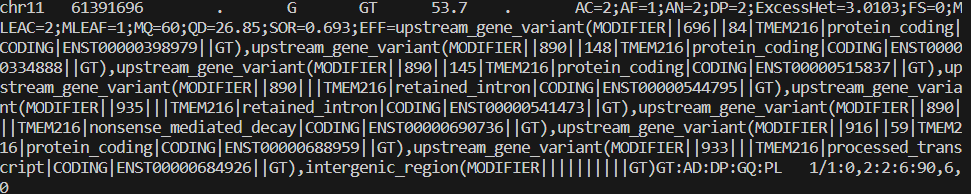 chr11 61391696 . G GT 53.7 . AC=2;AF=1;AN=2;DP=2;ExcessHet=3.0103;FS=0;M
LEAC=2;MLEAF=1;MQ=60;QD=26.85;SOR=0.693;EFF=upstream_gene_variant(MODIFIER||696|84|TMEM216|protein_coding|
CODING|ENST00000398979||GT),upstream_gene_variant(MODIFIER||890|148|TMEM216|protein_coding|CODING|ENST0000
0334888||GT),upstream_gene_variant(MODIFIER||890|145|TMEM216|protein_coding|CODING|ENST00000515837||GT),up
stream_gene_variant(MODIFIER||890|||TMEM216|retained_intron|CODING|ENST00000544795||GT),upstream_gene_varia
nt(MODIFIER||935|||TMEM216|retained_intron|CODING|ENST00000541473||GT),upstream_gene_variant(MODIFIER||890|
||TMEM216|nonsense_mediated_decay|CODING|ENST00000690736||GT),upstream_gene_variant(MODIFIER||916||59|TMEM2
16|protein_coding|CODING|ENST00000688959||GT),upstream_gene_variant(MODIFIER||933|||TMEM216|processed_trans
cript|CODING|ENST00000684926||GT),intergenic_region(MODIFIER||||||||||GT)GT:AD:DP:GQ:PL 1/1:0,2:2:6:90,6,
0